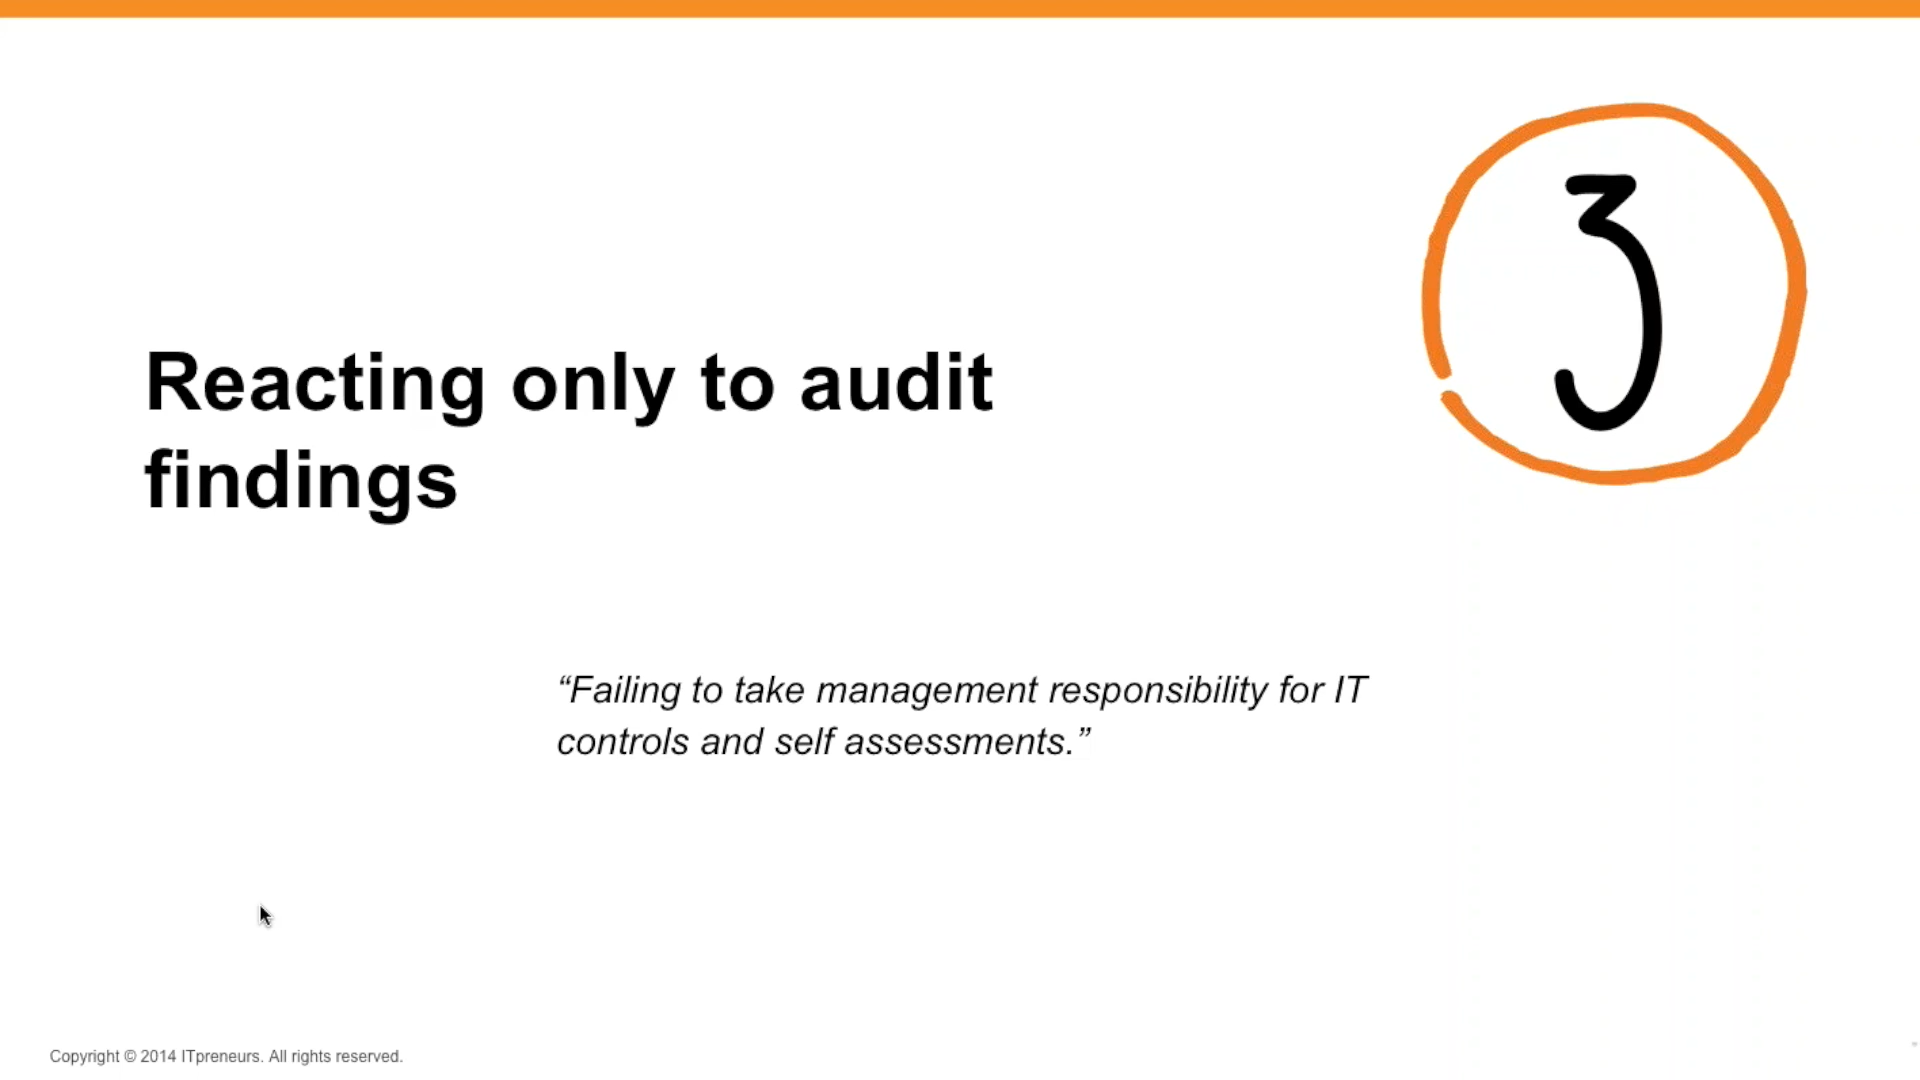 3
Reacting only to audit
findings
“Failing to take management responsibility for IT
controls and self assessments.”
Copyright © 2014 ITpreneurs. All rights reserved.